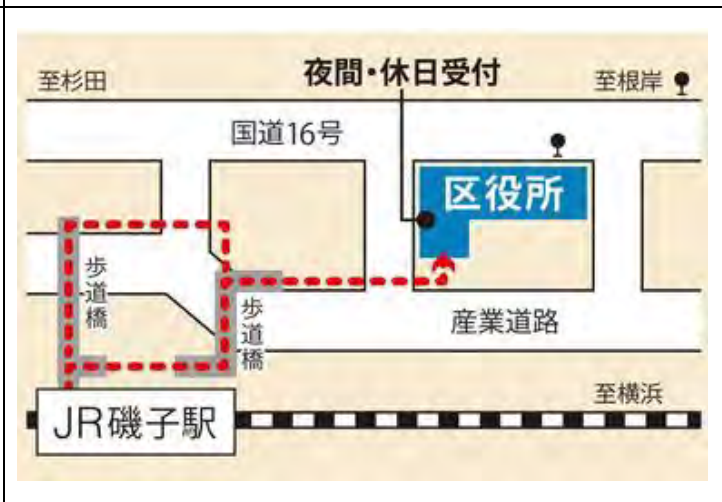 至杉田
夜間・休日受付
至根岸
国道16号
区役所
歩道橋
歩道橋
産業道路
至横浜
JR磯子駅